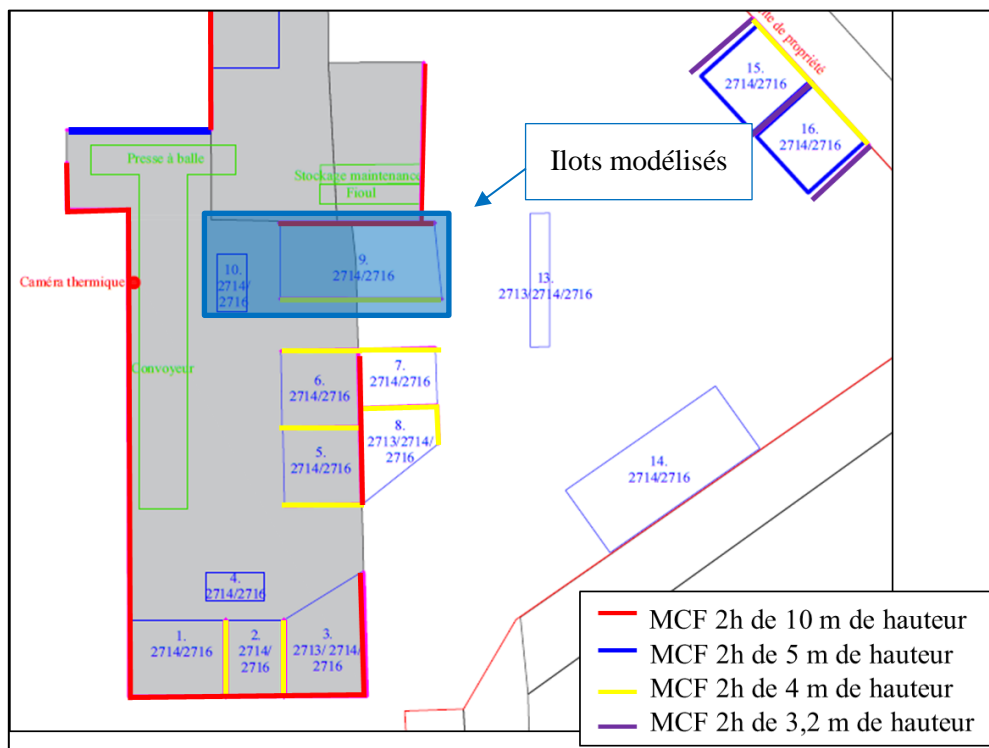 ite de propriété
15.
2714/2716
16.
2714/2716
Presse à balle
Ilots modélisés
Stockage maintenance
Fioul
10.
2714/
2716
9.
2714/2716
Caméra thermique
13.
2713/2714/2716
Convoyeur
6.
2714/2716
7.
2714/2716
8.
2713/2714/
2716
5.
2714/2716
14.
2714/2716
4.
2714/2716
1.
2714/2716
2.
2714/
2716
3.
2713/ 2714/
2716
MCF 2h de 10 m de hauteur
MCF 2h de 5 m de hauteur
MCF 2h de 4 m de hauteur
MCF 2h de 3,2 m de hauteur